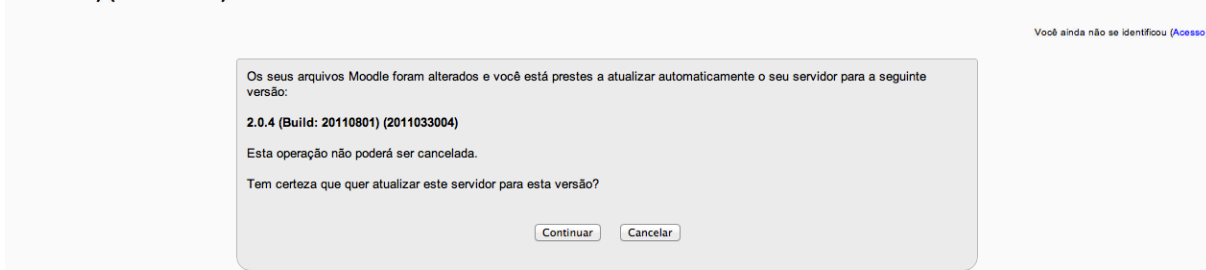 Você ainda não se identificou (Acesso
Os seus arquivos Moodle foram alterados e você está prestes a atualizar automaticamente o seu servidor para a seguinte
versão:
2.0.4 (Build: 20110801) (2011033004)
Esta operação não poderá ser cancelada.
Tem certeza que quer atualizar este servidor para esta versão?
Continuar Cancelar